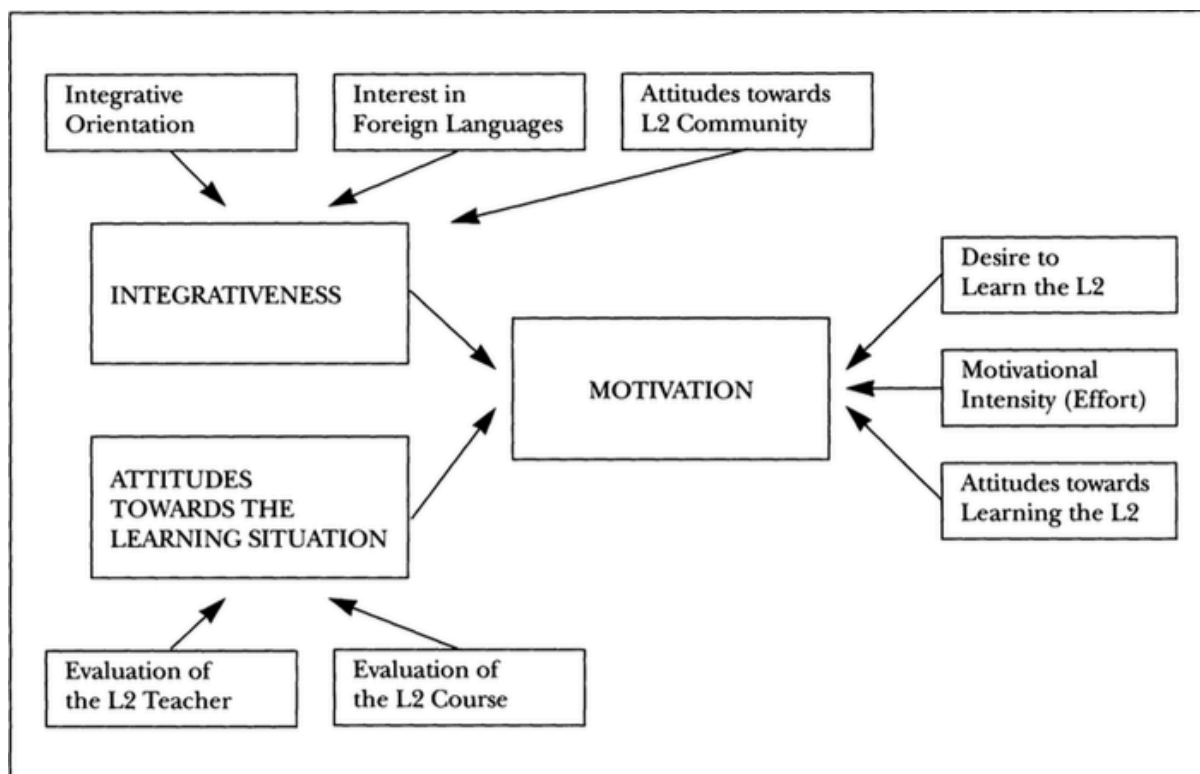 Integrative
Orientation
Interest in
Foreign Languages
Attitudes towards
L2 Community
INTEGRATIVENESS
Desire to
Learn the L2
MOTIVATION
Motivational
Intensity (Effort)
ATTITUDES
TOWARDS THE
LEARNING SITUATION
Attitudes towards
Learning the L2
Evaluation of
the L2 Teacher
Evaluation of
the L2 Course